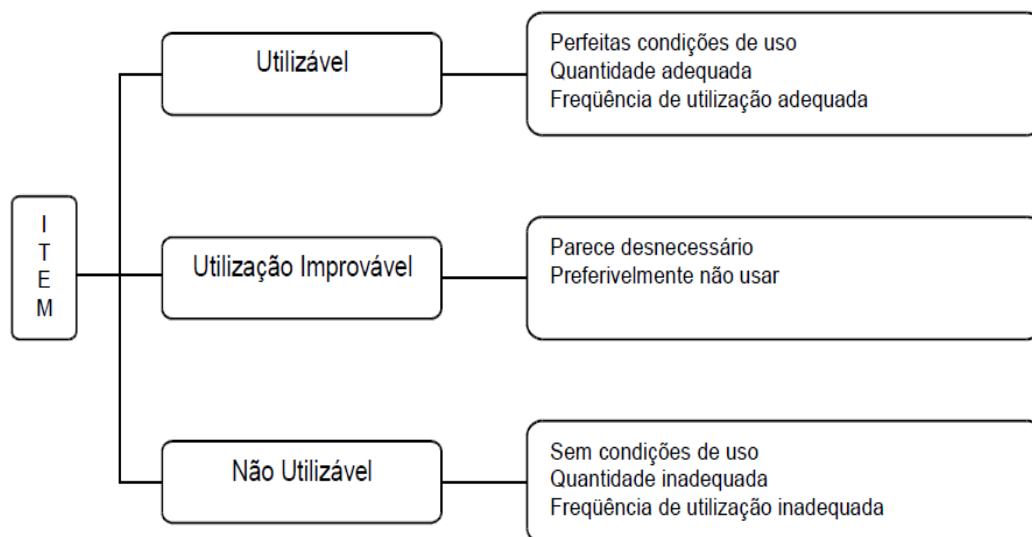 Utilizável
Perfeitas condições de uso
Quantidade adequada
Freqüência de utilização adequada
I
T
E
M
Utilização Improvável
Parece desnecessário
Preferivelmente não usar
Não Utilizável
Sem condições de uso
Quantidade inadequada
Freqüência de utilização inadequada